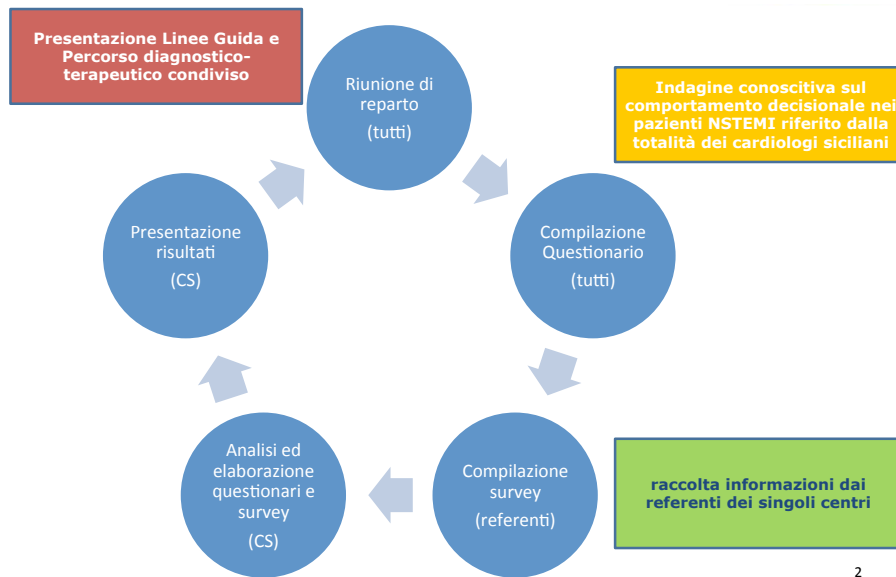 Presentazione Linee Guida e
Percorso diagnostico-
terapeutico condiviso
Riunione di
reparto
(tutti)
Indagine conoscitiva sul
comportamento decisionale nei
pazienti NSTEMI riferito dalla
totalità dei cardiologi siciliani
Presentazione
risultati
(CS)
Compilazione
Questionario
(tutti)
Analisi ed
elaborazione
questionari e
survey
(CS)
Compilazione
survey
(referenti)
raccolta informazioni dai
referenti dei singoli centri
2